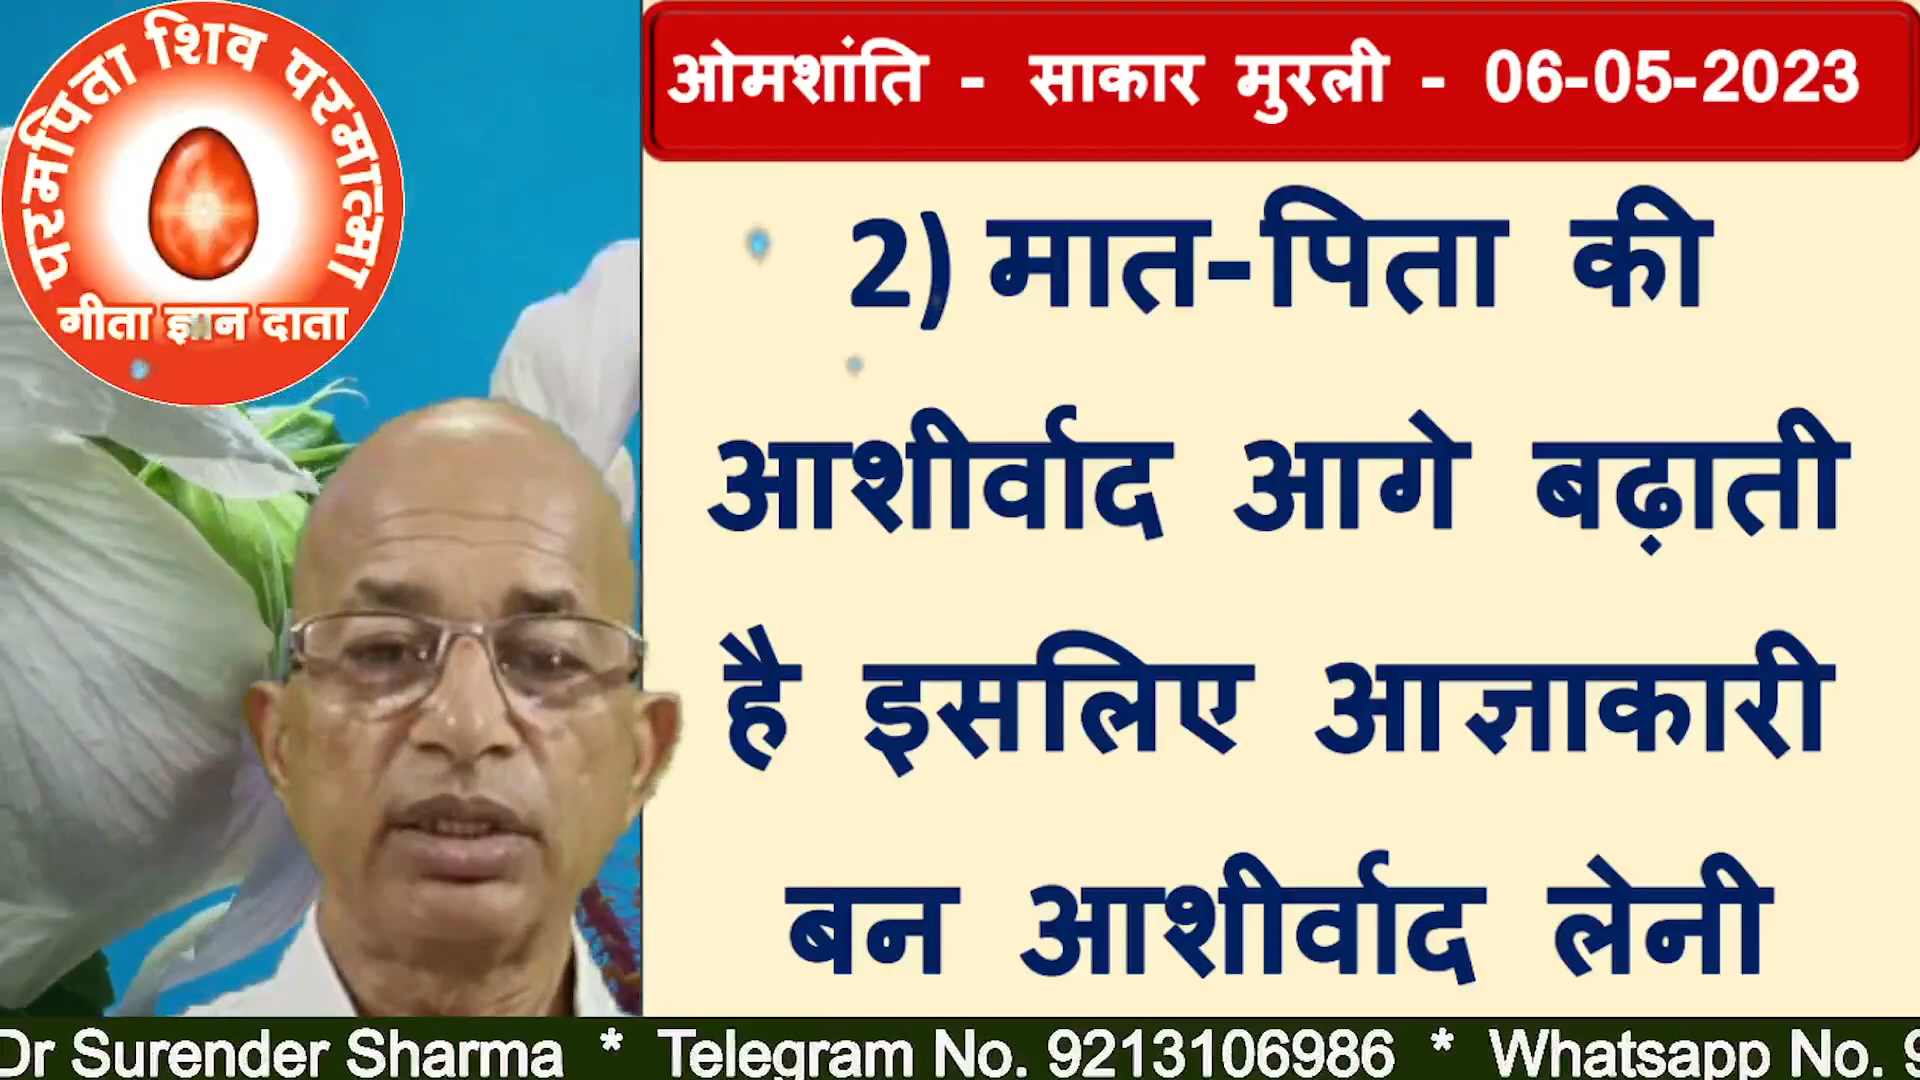 परमपिता शिव परमात्मा
गीता ज्ञान दाता
ओमशांति - साकार मुरली - 06-05-2023
2) मात-पिता की
आशीर्वाद आगे बढ़ाती
है इसलिए आज्ञाकारी
बन आशीर्वाद लेनी
Dr Surender Sharma * Telegram No. 9213106986 * Whatsapp No. 9